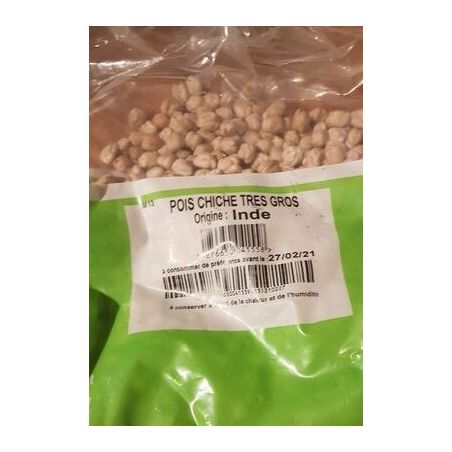 POIS CHICHE TRES GROS
Origine : Inde
à consommer de préférence avant le :27/02/21
à conserver à l'abri de la chaleur et de l'humidité